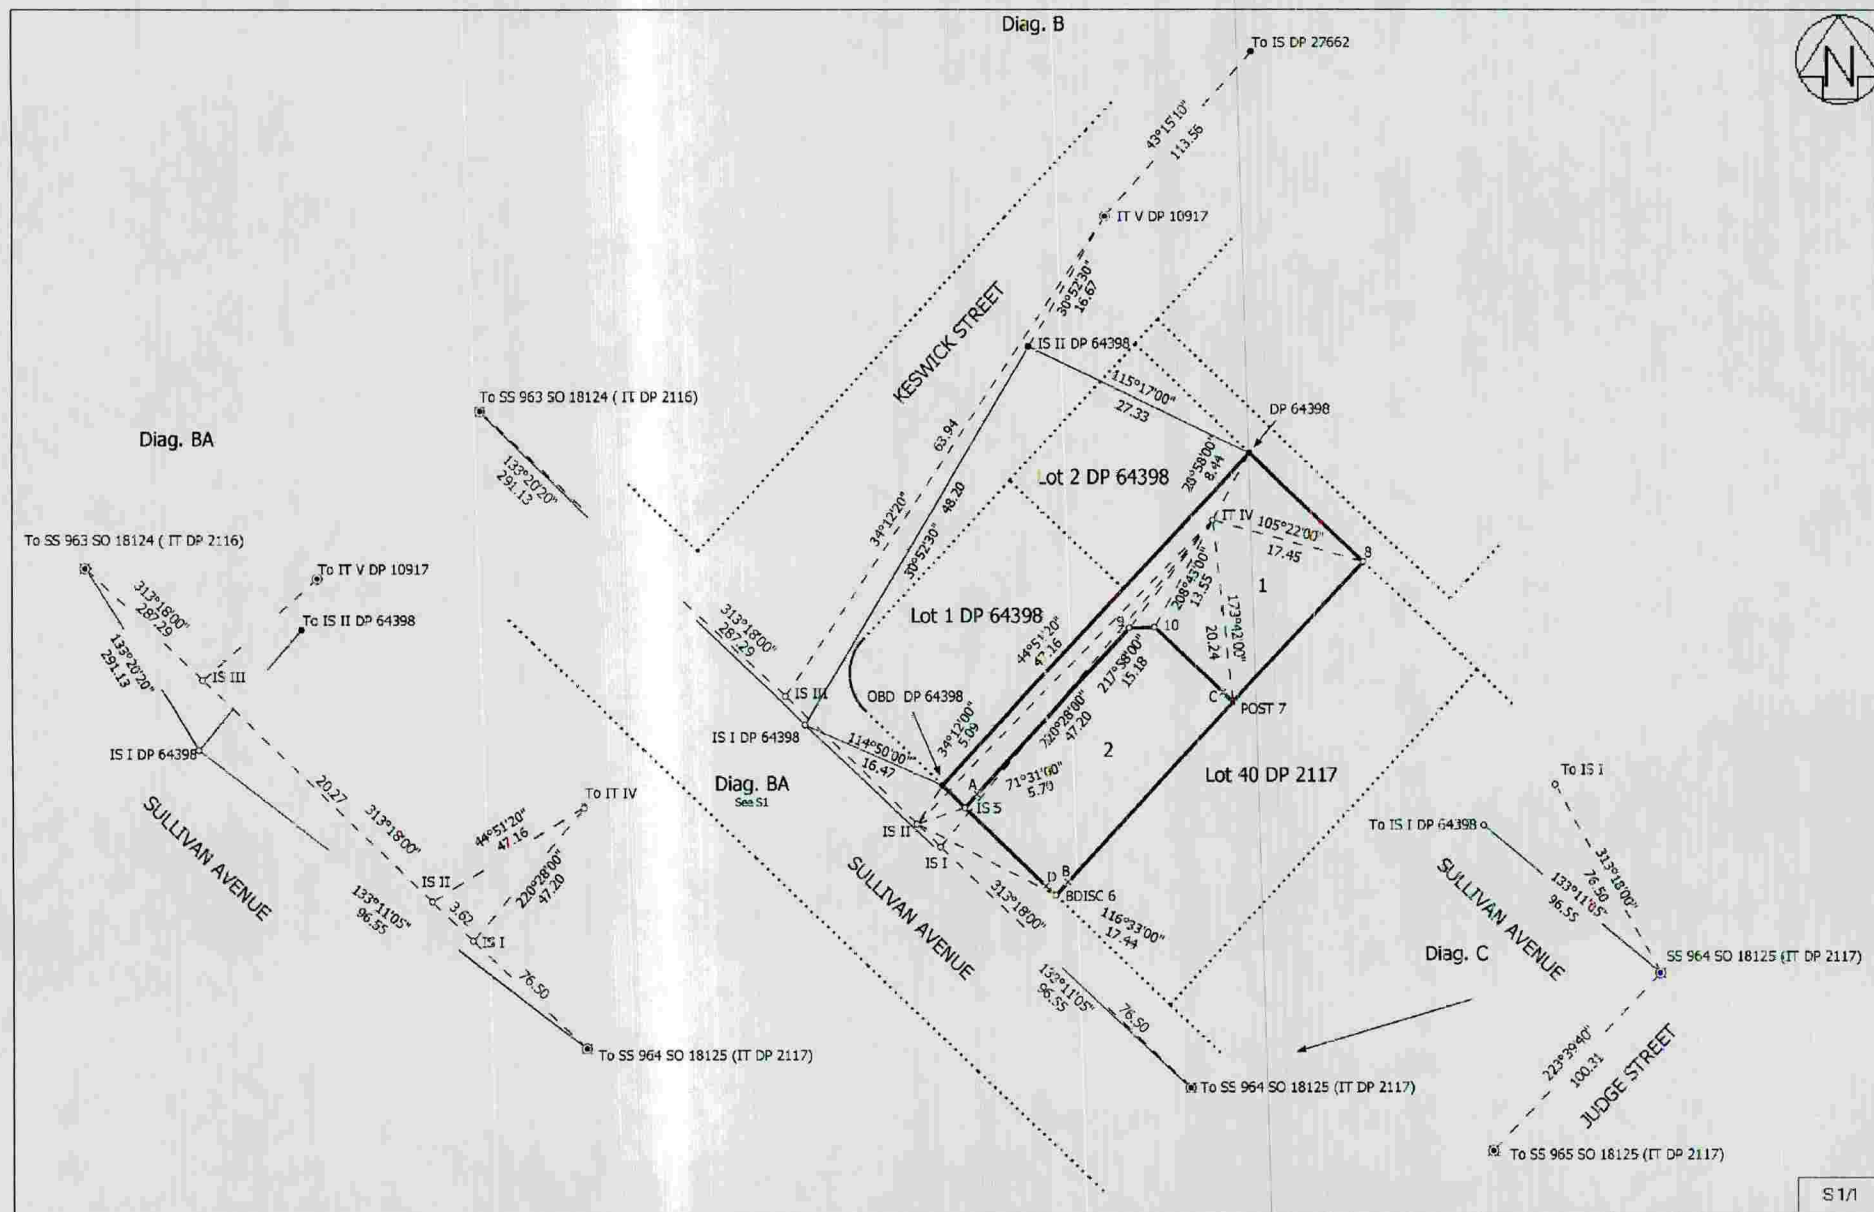 Diag. B
N
To IS DP 27662
43°15'10"
113.56
IT V DP 10917
30°52'30"
16.67
KESWICK STREET
IS II DP 64398
115°17'00"
27.33
DP 64398
To SS 963 SO 18124 ( IT DP 2116)
133°20'20"
291.13
Diag. BA
63.94
34°12'20"
48.20
30°52'30"
Lot 2 DP 64398
8.44
IT IV
105°22'00"
17.45
8
1
208°43'00"
13.55
173°42'00"
20.24
To SS 963 SO 18124 ( IT DP 2116)
313°18'00"
287.29
133°20'20"
291.13
To IT V DP 10917
To IS II DP 64398
IS III
IS I DP 64398
Lot 1 DP 64398
44°51'20"
47.16
9
10
217°58'00"
15.18
C
POST 7
313°18'00"
287.29
IS III
OBD DP 64398
IS I DP 64398
114°50'00"
16.47
34°12'00"
5.09
47.20
2
71°31'00"
5.70
A
IS 5
Lot 40 DP 2117
Diag. BA
See S1
IS II
IS I
D
B
BDISC 6
116°33'00"
17.44
313°18'00"
SULLIVAN AVENUE
133°11'05"
96.55
76.50
To SS 964 SO 18125 (IT DP 2117)
SULLIVAN AVENUE
20.27
313°18'00"
44°51'20"
47.16
To IT IV
220°28'00"
47.20
IS II
3.62
IS I
133°11'05"
96.55
76.50
To SS 964 SO 18125 (IT DP 2117)
To IS I
To IS I DP 64398
313°18'00"
76.50
133°11'05"
96.55
SULLIVAN AVENUE
Diag. C
SS 964 SO 18125 (IT DP 2117)
223°39'40"
100.31
JUDGE STREET
To SS 965 SO 18125 (IT DP 2117)
S 1/1